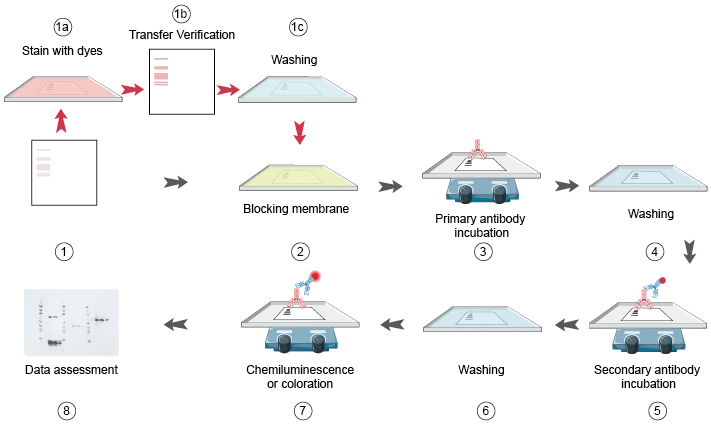 1a
1b
1c
Stain with dyes
Transfer Verification
Washing
Blocking membrane
Primary antibody
incubation
Washing
1
2
3
4
Data assessment
Chemiluminescence
or coloration
Washing
Secondary antibody
incubation
8
7
6
5